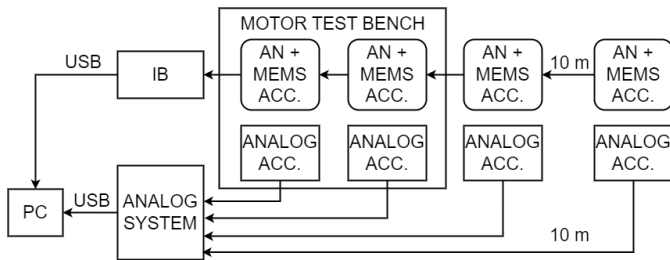 MOTOR TEST BENCH
USB
IB
AN +
MEMS
ACC.
AN +
MEMS
ACC.
AN +
MEMS
ACC.
10 m
AN +
MEMS
ACC.
ANALOG
ACC.
ANALOG
ACC.
ANALOG
ACC.
ANALOG
ACC.
PC
USB
ANALOG
SYSTEM
10 m